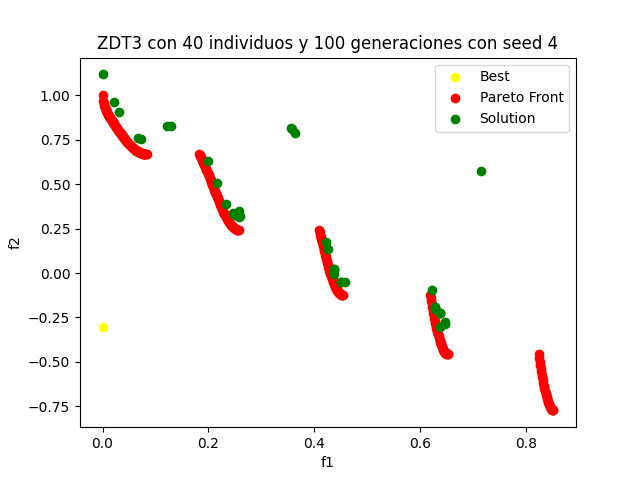 ZDT3 con 40 individuos y 100 generaciones con seed 4
Best
Pareto Front
Solution
1.00
0.75
0.50
0.25
0.00
−0.25
−0.50
−0.75
f2
0.0
0.2
0.4
0.6
0.8
f1